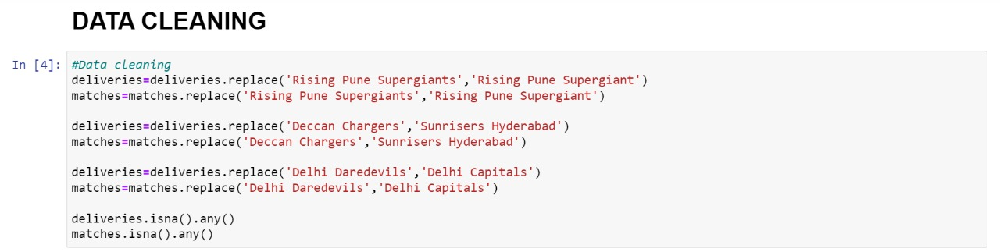 DATA CLEANING
In [4]: #Data cleaning
deliveries=deliveries.replace('Rising Pune Supergiants','Rising Pune Supergiant')
matches=matches.replace('Rising Pune Supergiants','Rising Pune Supergiant')
deliveries=deliveries.replace('Deccan Chargers','Sunrisers Hyderabad')
matches=matches.replace('Deccan Chargers','Sunrisers Hyderabad')
deliveries=deliveries.replace('Delhi Daredevils','Delhi Capitals')
matches=matches.replace('Delhi Daredevils','Delhi Capitals')
deliveries.isna().any()
matches.isna().any()